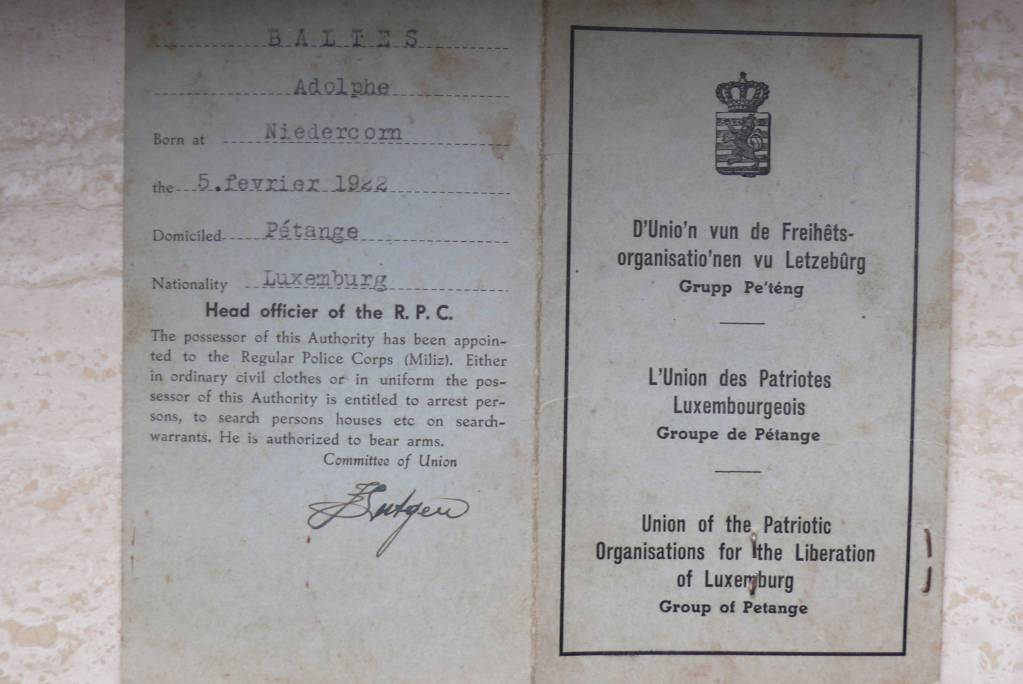 BALTES
Adolphe
Born at Niedercorn
the 5.fevrier 1922
Domiciled Pétange
Nationality Luxemburg
Head officier of the R. P. C.
The possessor of this Authority has been appoin-
ted to the Regular Police Corps (Miliz). Either
in ordinary civil clothes or in uniform the pos-
sessor of this Authority is entitled to arrest per-
sons, to search persons houses etc on search-
warrants. He is authorized to bear arms.
Committee of Union
D'Unio'n vun de Freihêts-
organisatio'nen vu Letzebûrg
Grupp Pe'téng
L'Union des Patriotes
Luxembourgeois
Groupe de Pétange
Union of the Patriotic
Organisations for the Liberation
of Luxemburg
Group of Petange